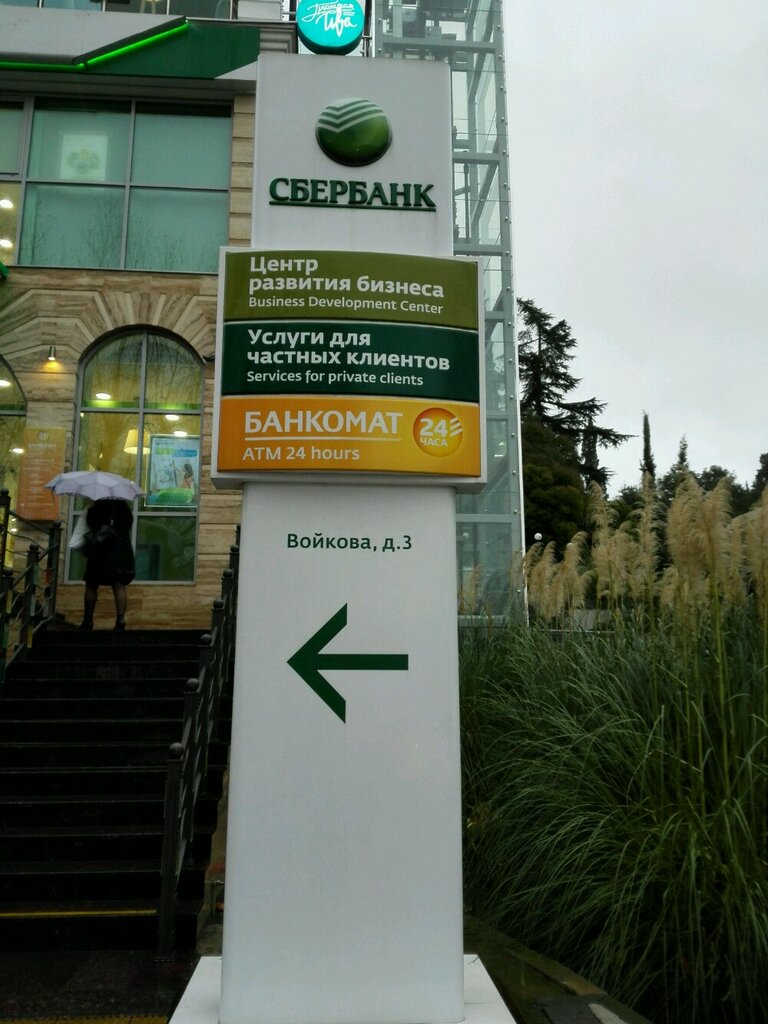 Ива
СБЕРБАНК
Центр
развития бизнеса
Business Development Center
Услуги для
частных клиентов
Services for private clients
БАНКОМАТ
24
ЧАСА
ATM 24 hours
Войкова, д.3